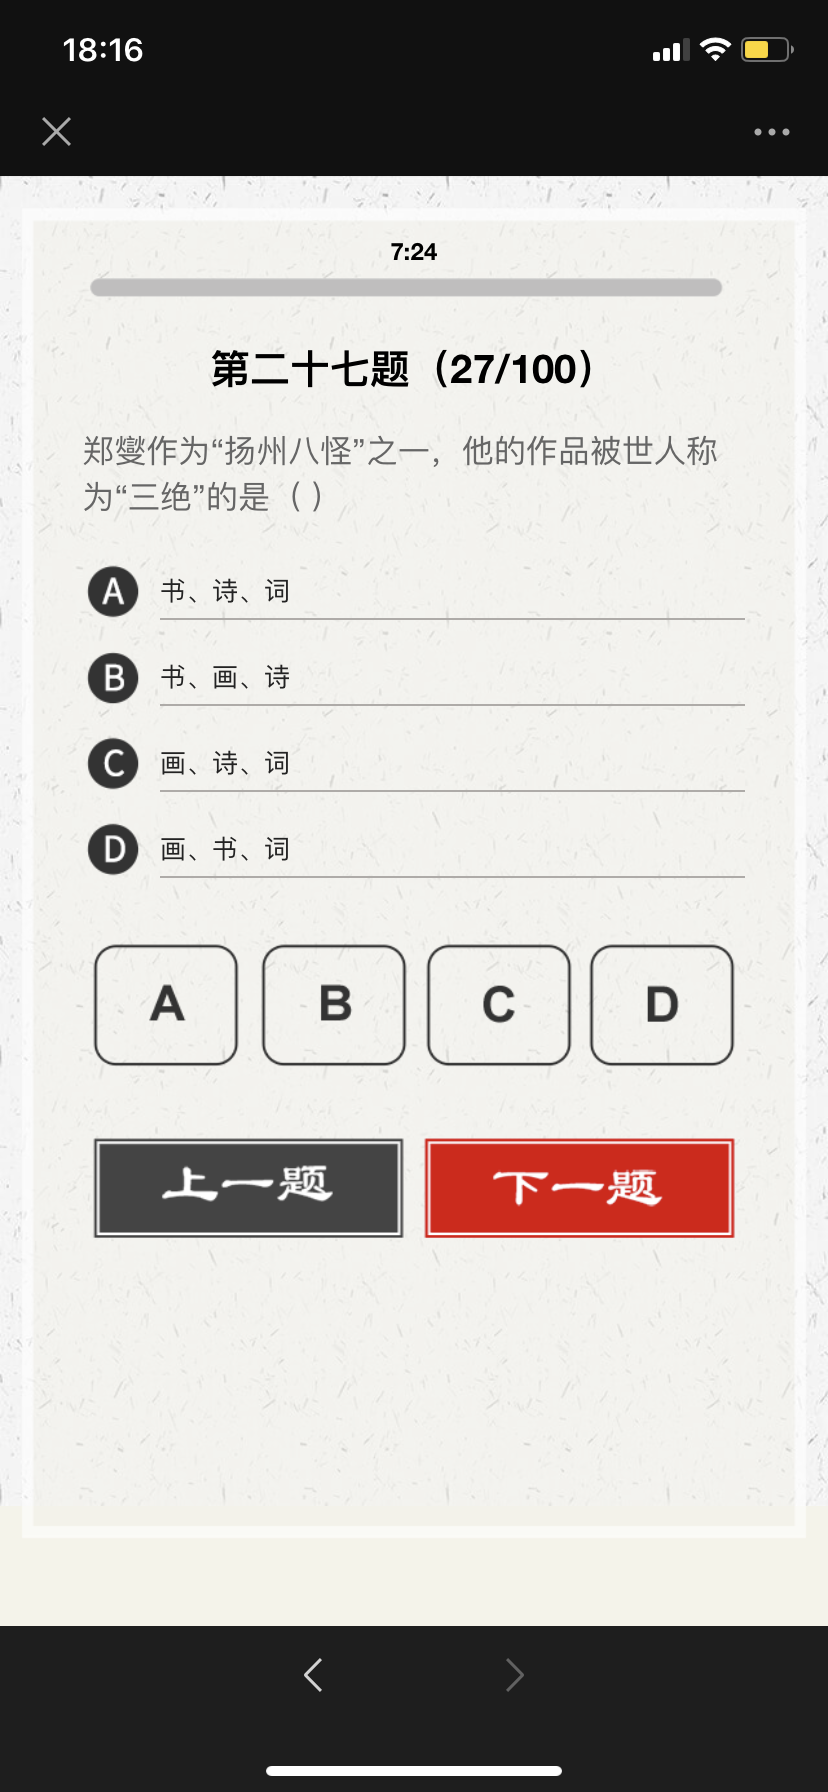 18:16
7:24
第二十七题（27/100）
郑燮作为“扬州八怪”之一，他的作品被世人称
为“三绝”的是（ ）
A 书、诗、词
B 书、画、诗
C 画、诗、词
D 画、书、词
A B C D
上一题 下一题